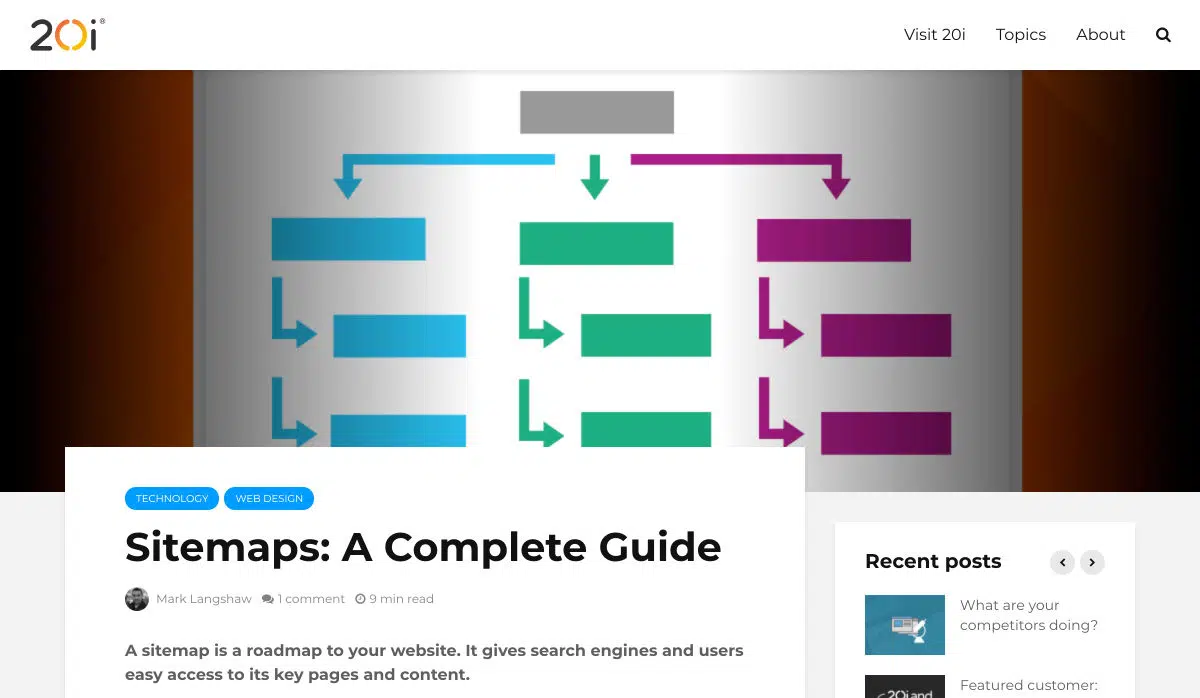 20i®
Visit 20i
Topics
About
TECHNOLOGY
WEB DESIGN
Sitemaps: A Complete Guide
Mark Langshaw
1 comment
9 min read
A sitemap is a roadmap to your website. It gives search engines and users
easy access to its key pages and content.
Recent posts
What are your
competitors doing?
20i and
Featured customer: